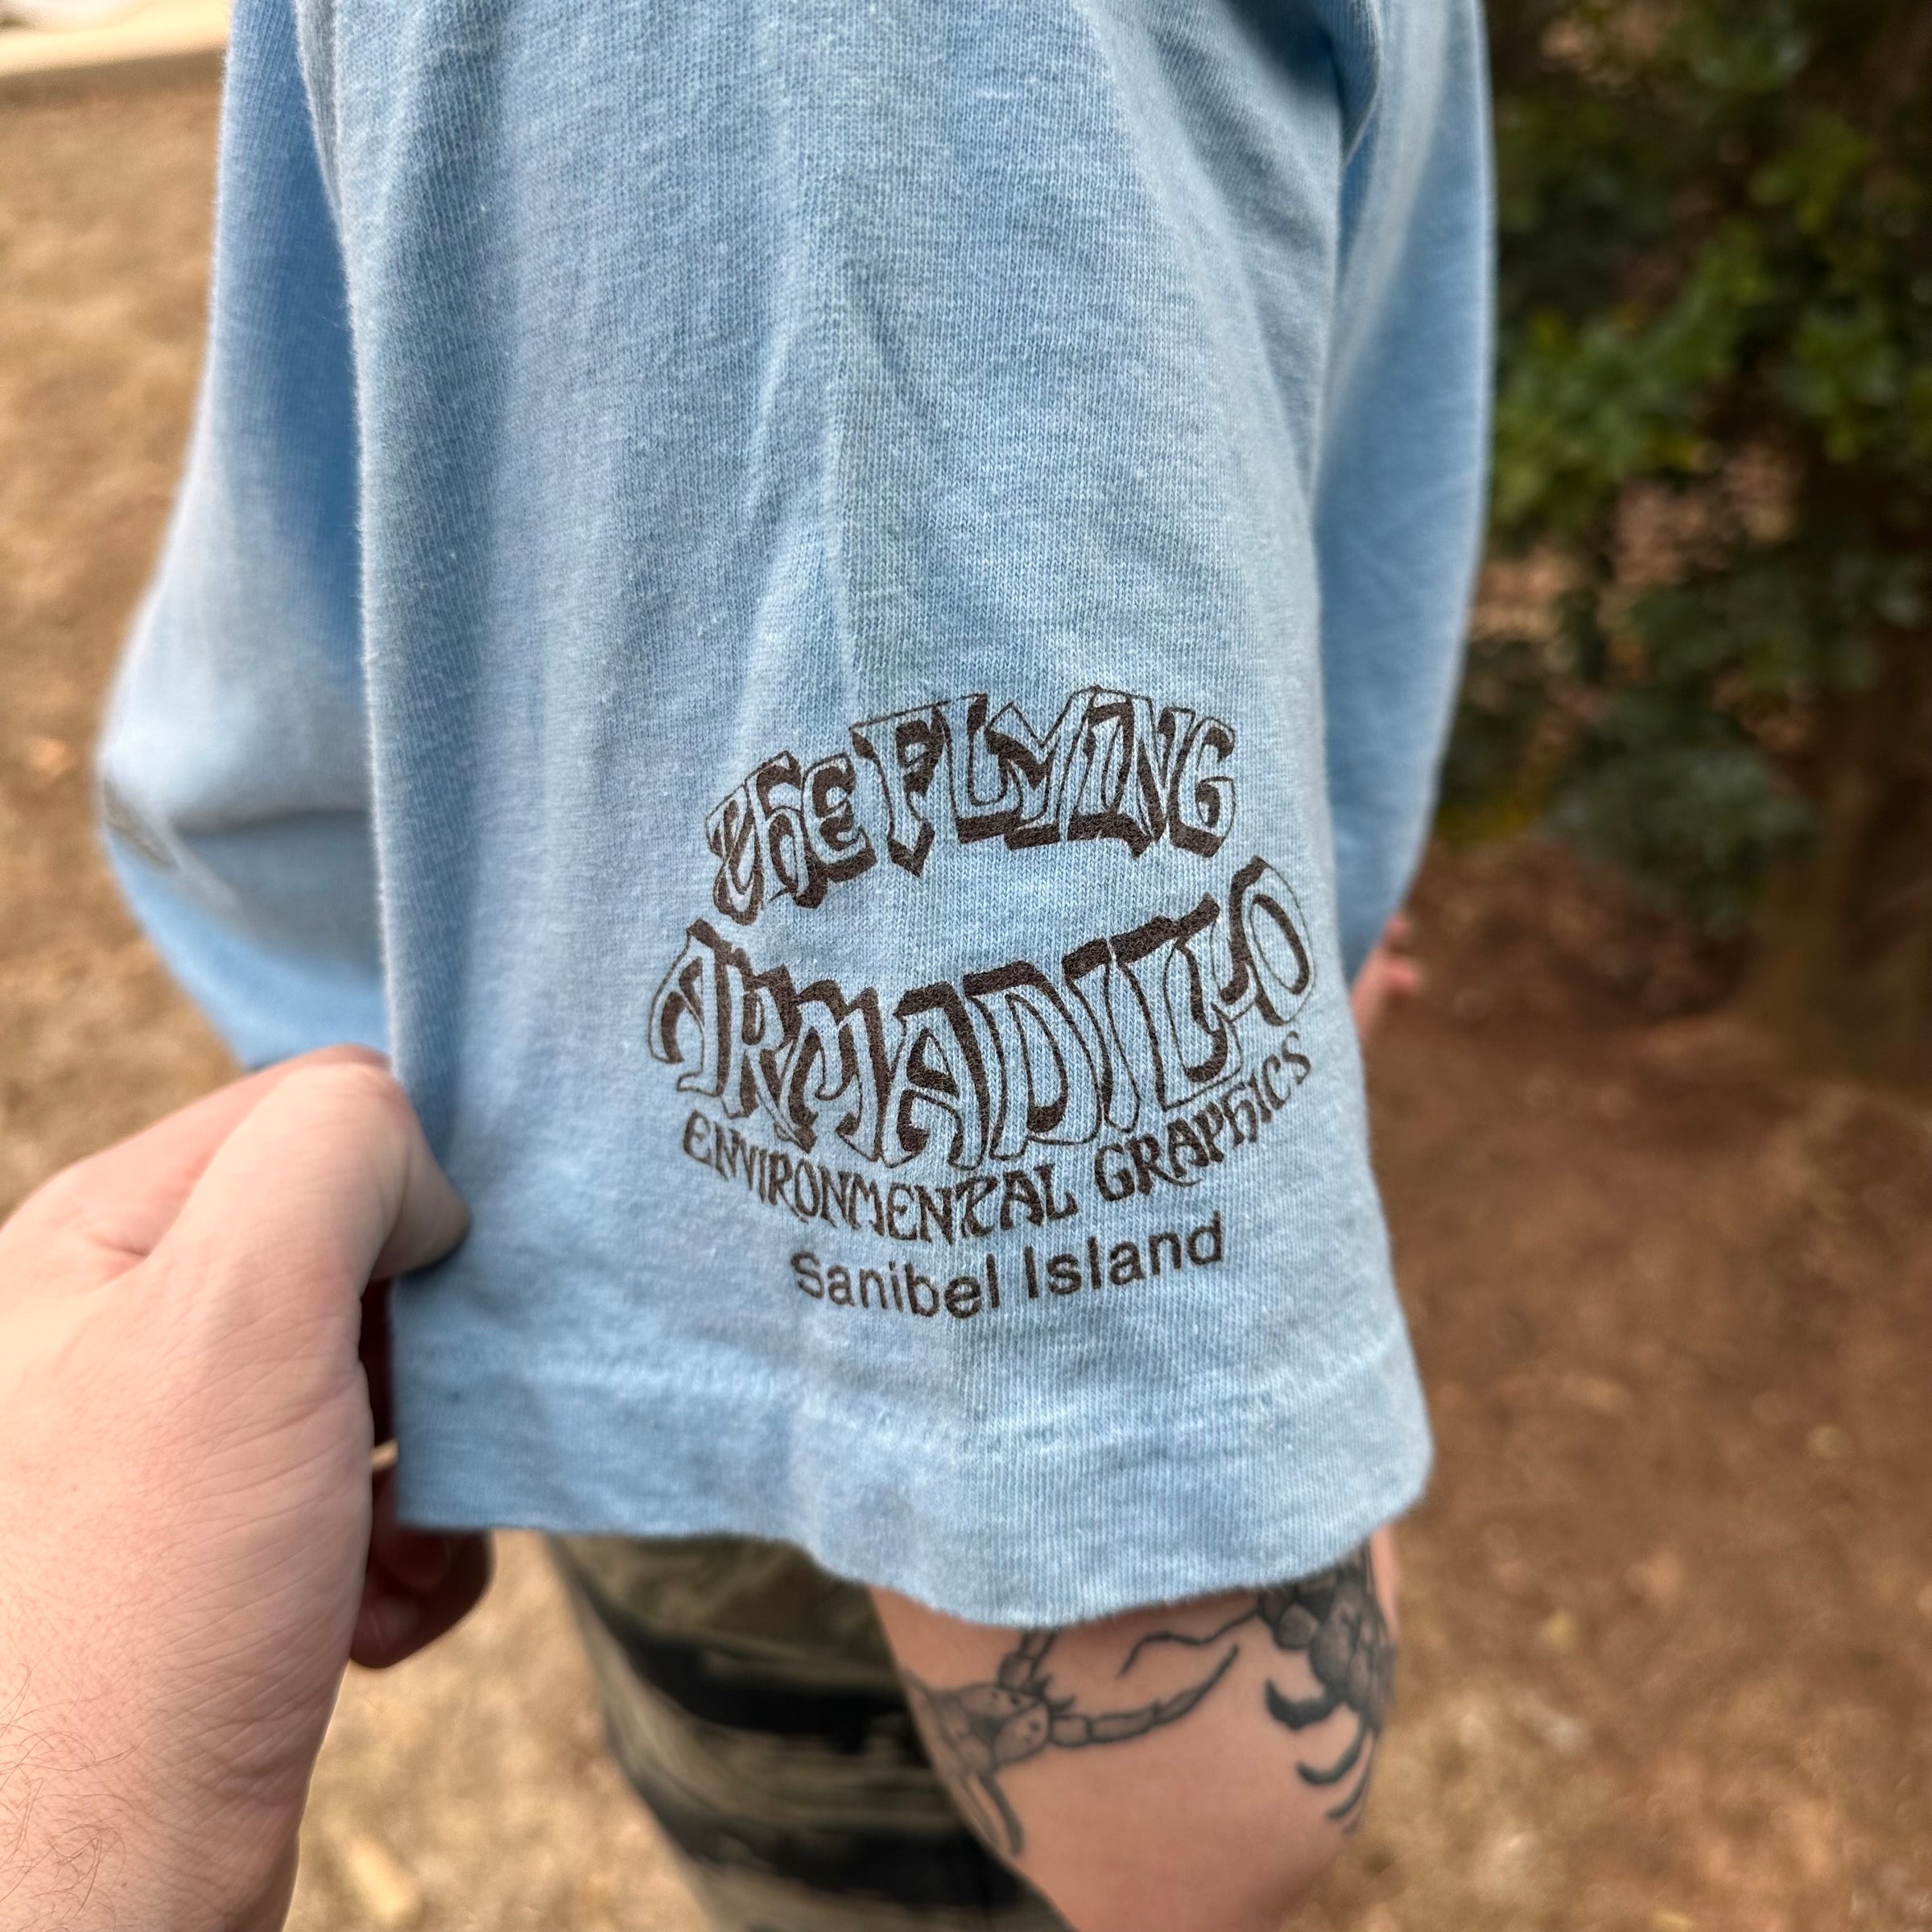 The FLYING
ARMADILLO
ENVIRONMENTAL GRAPHICS
Sanibel Island